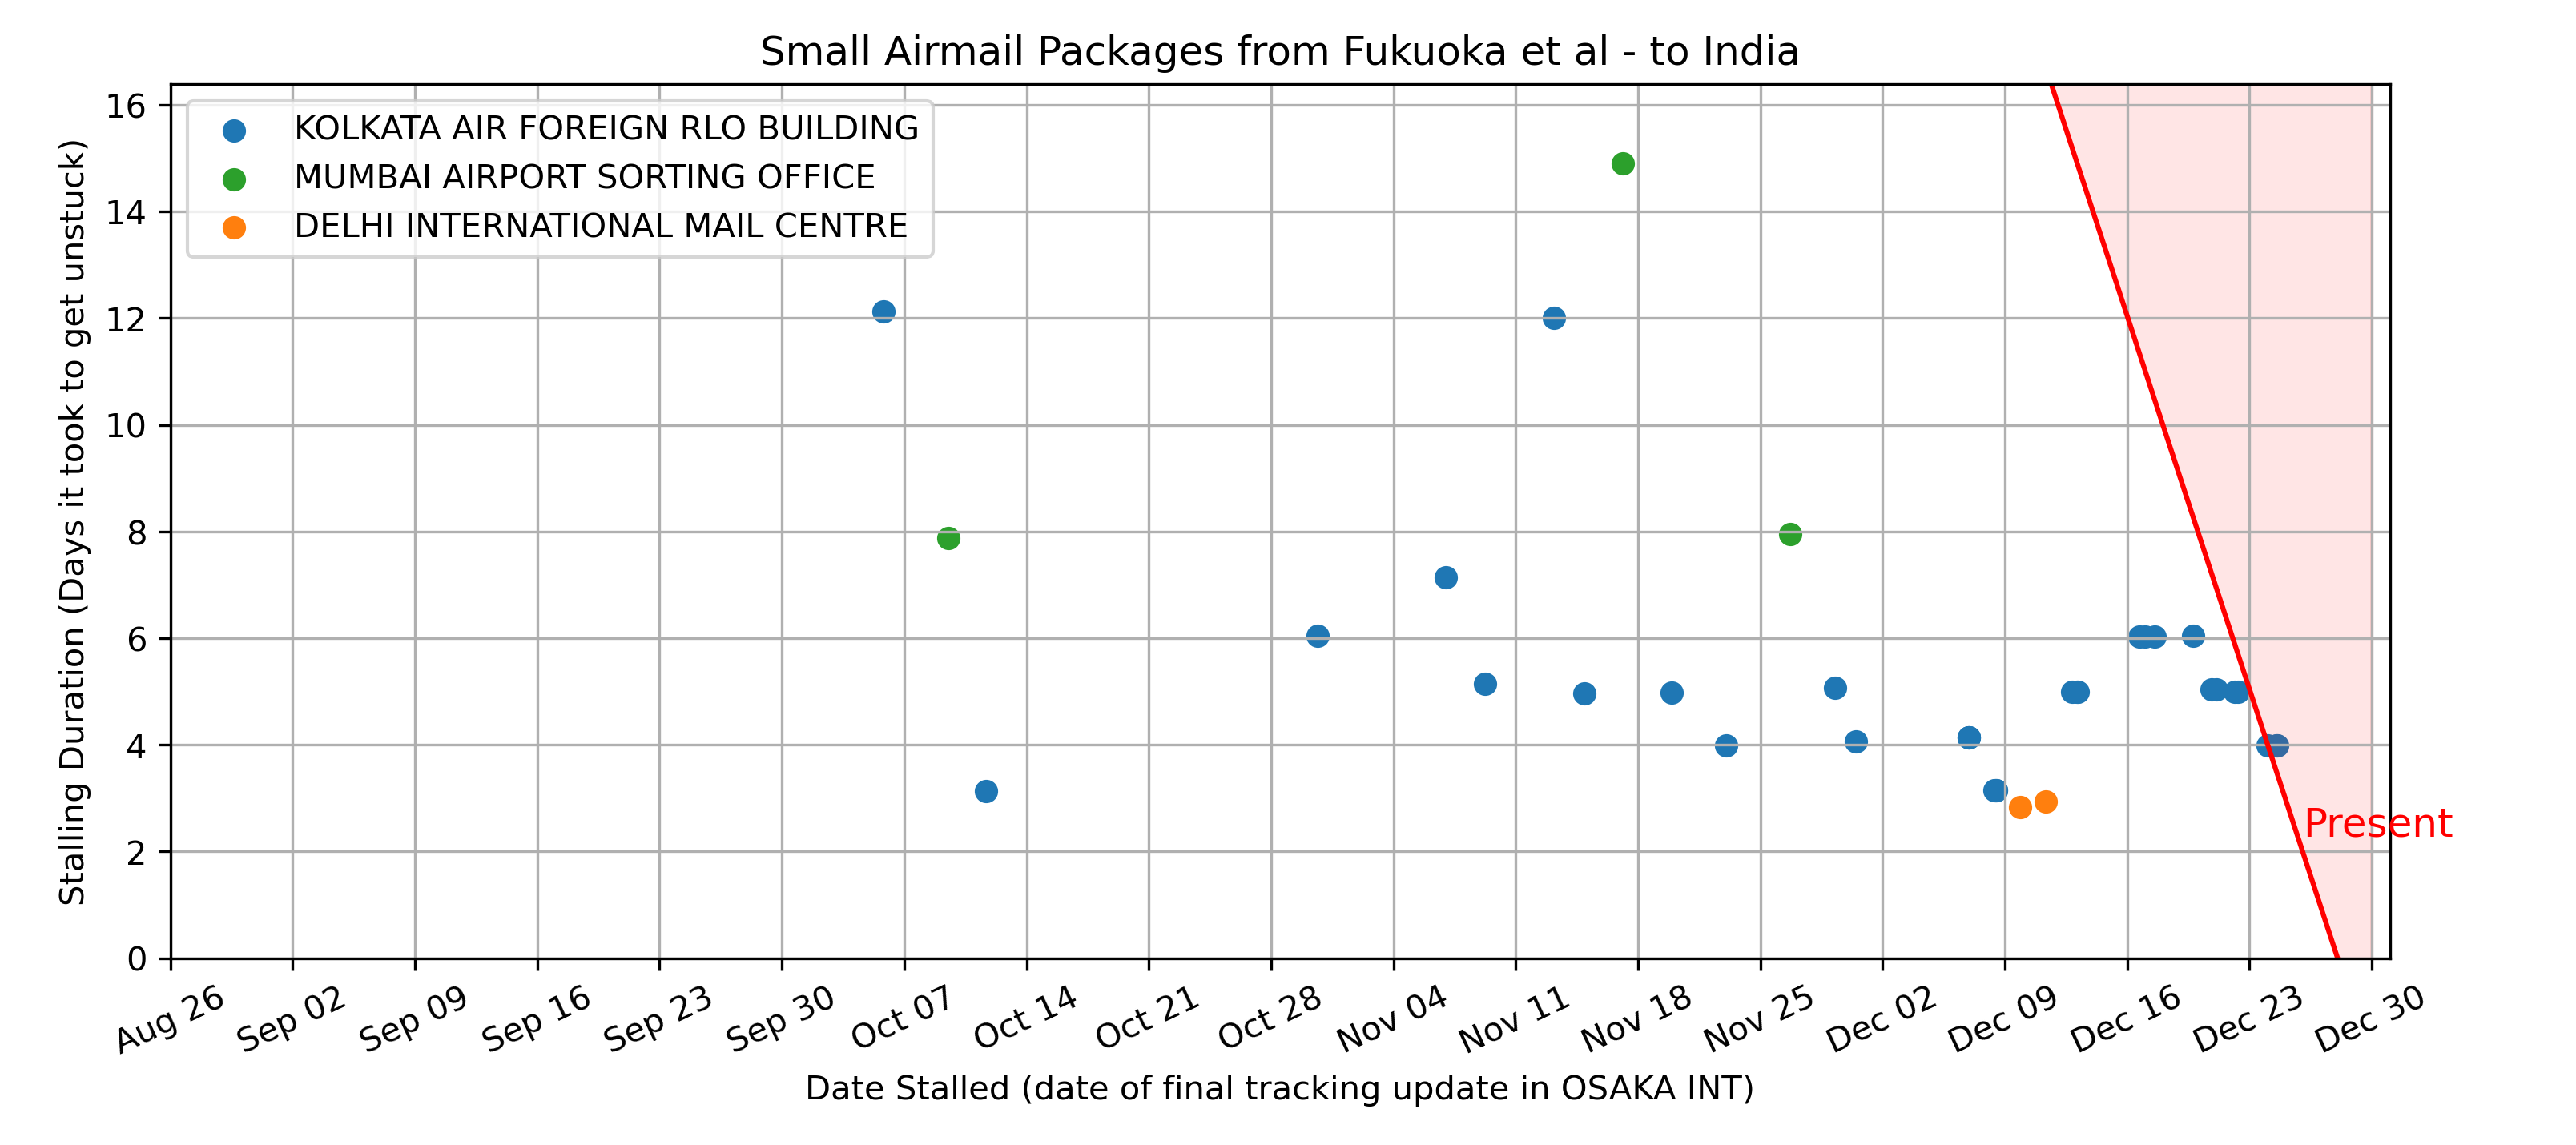 Small Airmail Packages from Fukuoka et al - to India
KOLKATA AIR FOREIGN RLO BUILDING
MUMBAI AIRPORT SORTING OFFICE
DELHI INTERNATIONAL MAIL CENTRE
Stalling Duration (Days it took to get unstuck)
16
14
12
10
8
6
4
2
0
Present
Aug 26
Sep 02
Sep 09
Sep 16
Sep 23
Sep 30
Oct 07
Oct 14
Oct 21
Oct 28
Nov 04
Nov 11
Nov 18
Nov 25
Dec 02
Dec 09
Dec 16
Dec 23
Dec 30
Date Stalled (date of final tracking update in OSAKA INT)